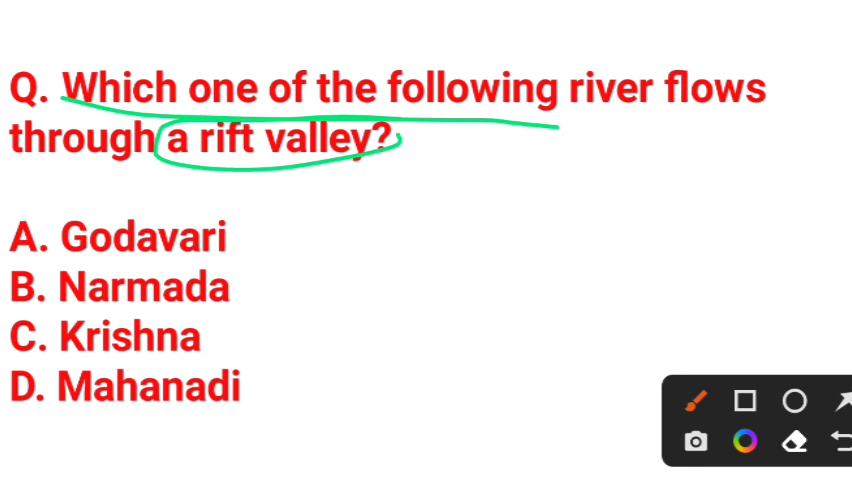 Q. Which one of the following river flows
through a rift valley?
A. Godavari
B. Narmada
C. Krishna
D. Mahanadi